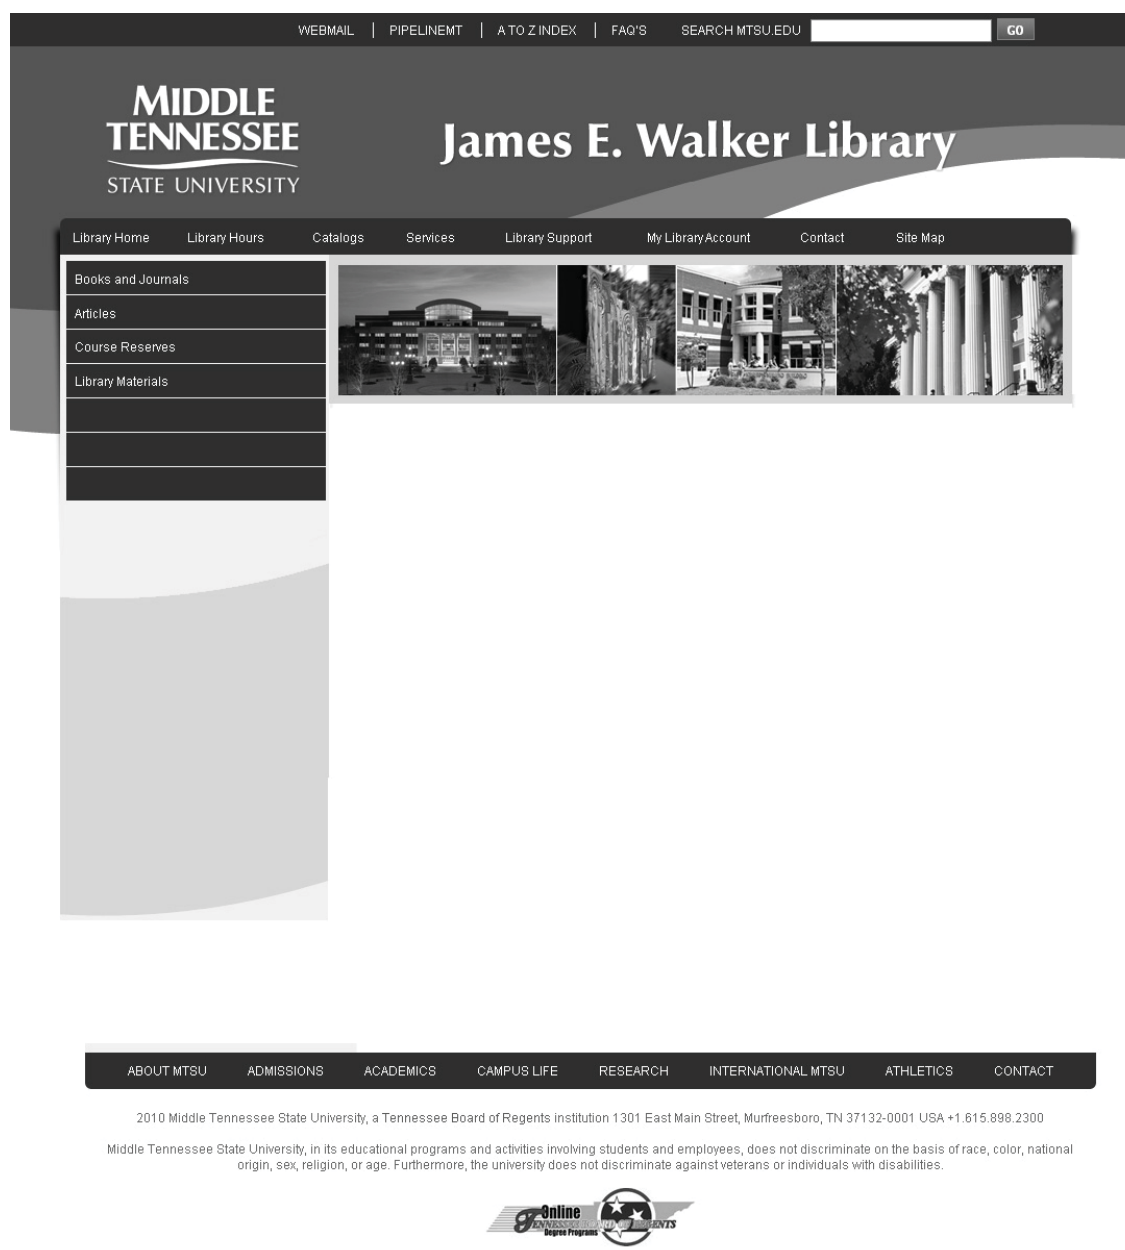 WEBMAIL | PIPELINEMT | A TO Z INDEX | FAQ'S SEARCH MTSU.EDU GO
MIDDLE
TENNESSEE
STATE UNIVERSITY
James E. Walker Library
Library Home Library Hours Catalogs Services Library Support My Library Account Contact Site Map
Books and Journals
Articles
Course Reserves
Library Materials
ABOUT MTSU ADMISSIONS ACADEMICS CAMPUS LIFE RESEARCH INTERNATIONAL MTSU ATHLETICS CONTACT
2010 Middle Tennessee State University, a Tennessee Board of Regents institution 1301 East Main Street, Murfreesboro, TN 37132-0001 USA +1.615.898.2300
Middle Tennessee State University, in its educational programs and activities involving students and employees, does not discriminate on the basis of race, color, national
origin, sex, religion, or age. Furthermore, the university does not discriminate against veterans or individuals with disabilities.
Online
TENNESSEE BOARD OF REGENTS
Degree Programs